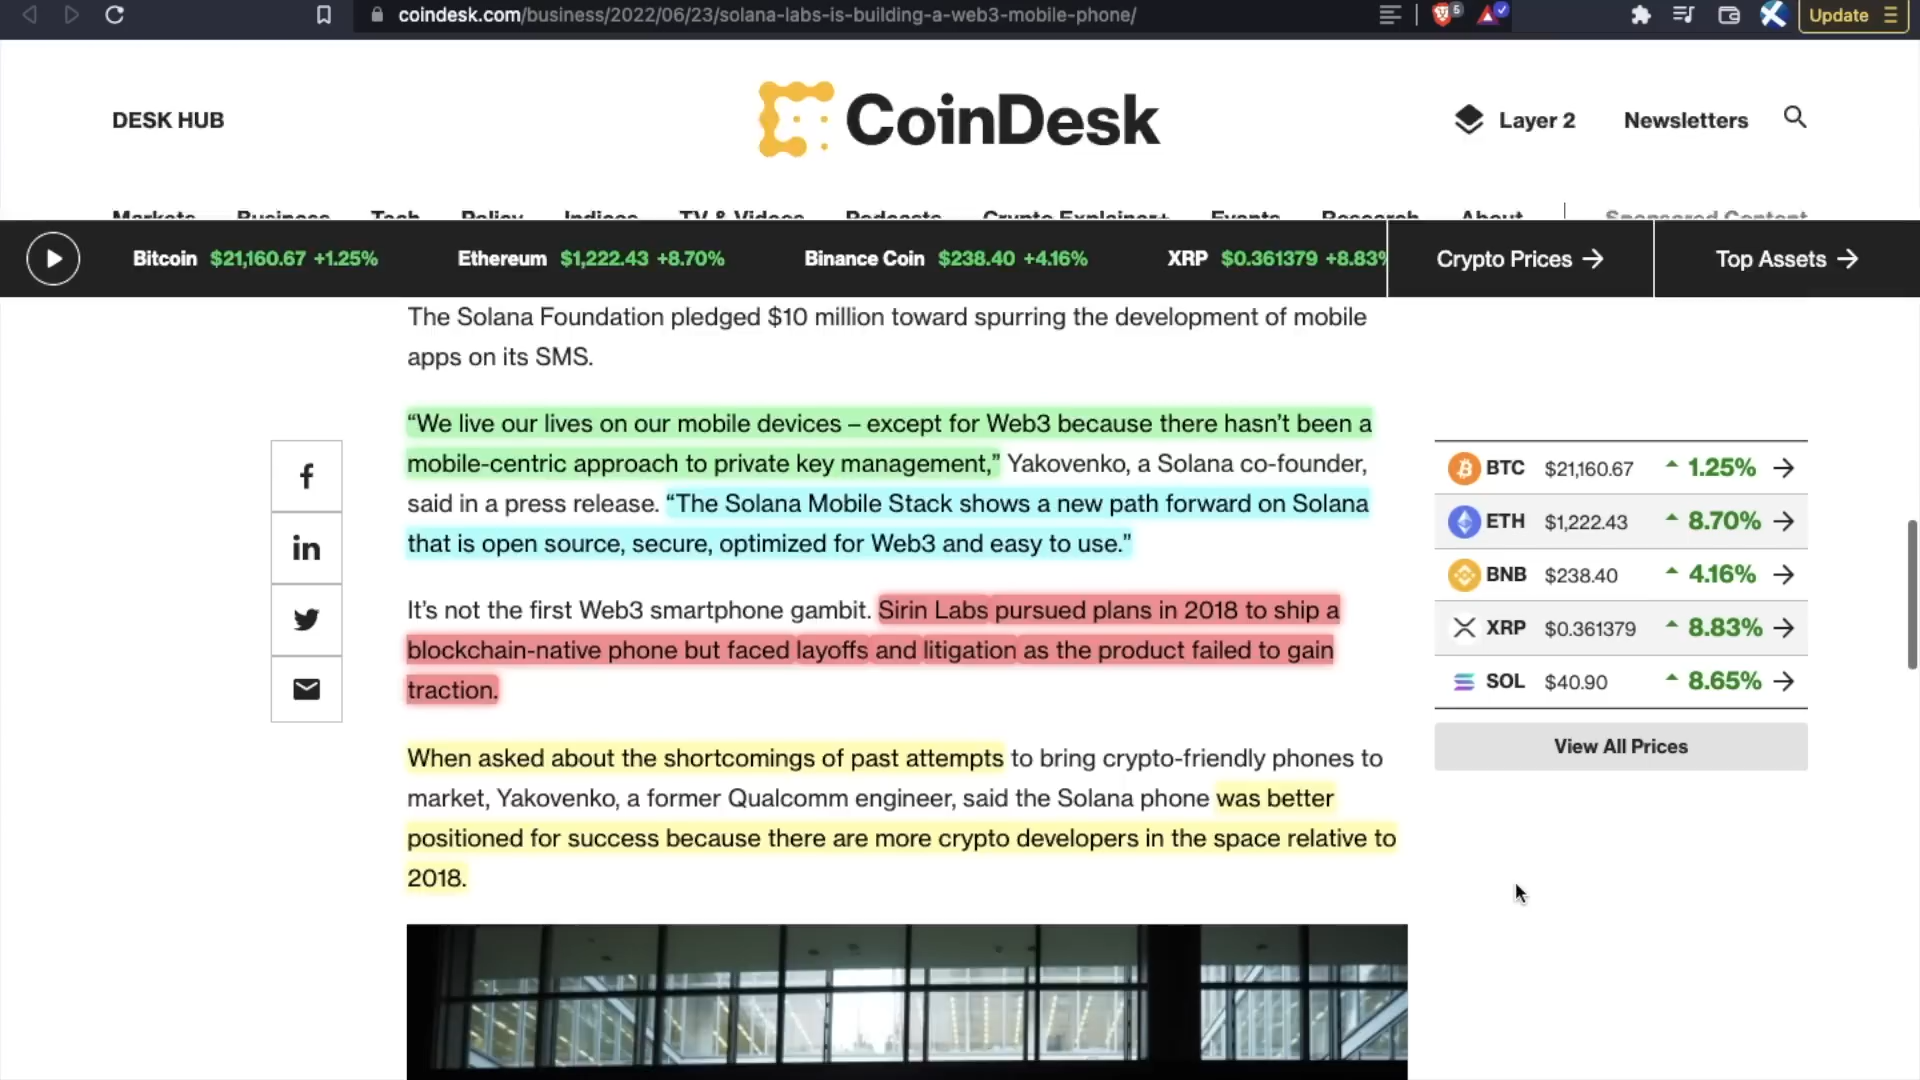 coindesk.com/business/2022/06/23/solana-labs-is-building-a-web3-mobile-phone/
5
Update
DESK HUB
CoinDesk
Layer 2
Newsletters
Markets Business Tech Policy Indices TV & Videos Podcasts Crypto Explainer+ Events Research About Sponsored Content
Bitcoin $21,160.67 +1.25%
Ethereum $1,222.43 +8.70%
Binance Coin $238.40 +4.16%
XRP $0.361379 +8.83%
Crypto Prices →
Top Assets →
The Solana Foundation pledged $10 million toward spurring the development of mobile
apps on its SMS.
“We live our lives on our mobile devices – except for Web3 because there hasn’t been a
mobile-centric approach to private key management,” Yakovenko, a Solana co-founder,
said in a press release. “The Solana Mobile Stack shows a new path forward on Solana
that is open source, secure, optimized for Web3 and easy to use.”
It’s not the first Web3 smartphone gambit. Sirin Labs pursued plans in 2018 to ship a
blockchain-native phone but faced layoffs and litigation as the product failed to gain
traction.
When asked about the shortcomings of past attempts to bring crypto-friendly phones to
market, Yakovenko, a former Qualcomm engineer, said the Solana phone was better
positioned for success because there are more crypto developers in the space relative to
2018.
BTC $21,160.67 1.25% →
ETH $1,222.43 8.70% →
BNB $238.40 4.16% →
XRP $0.361379 8.83% →
SOL $40.90 8.65% →
View All Prices